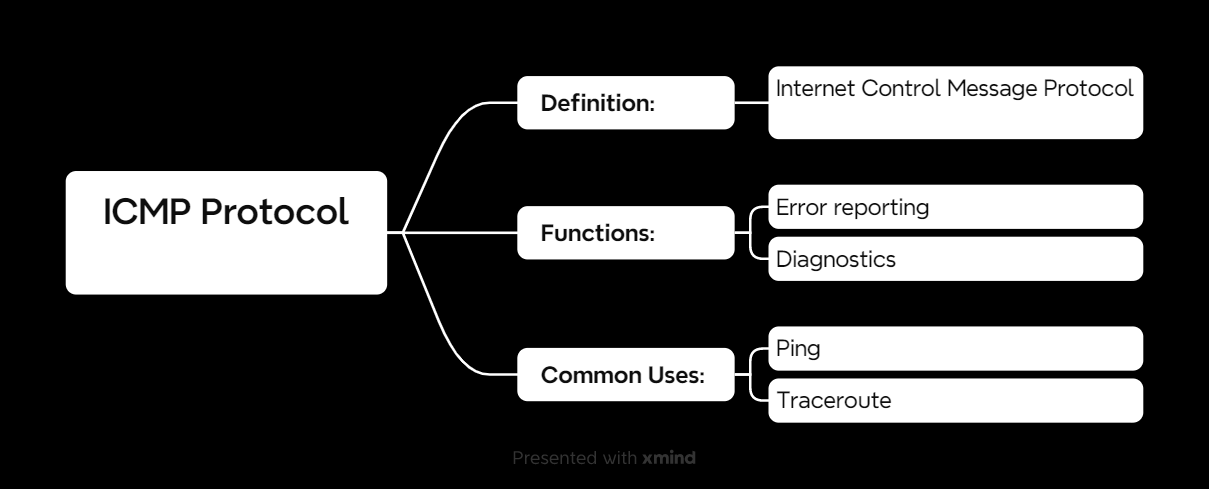 ICMP Protocol
Definition:
Internet Control Message Protocol
Functions:
Error reporting
Diagnostics
Common Uses:
Ping
Traceroute
Presented with xmind